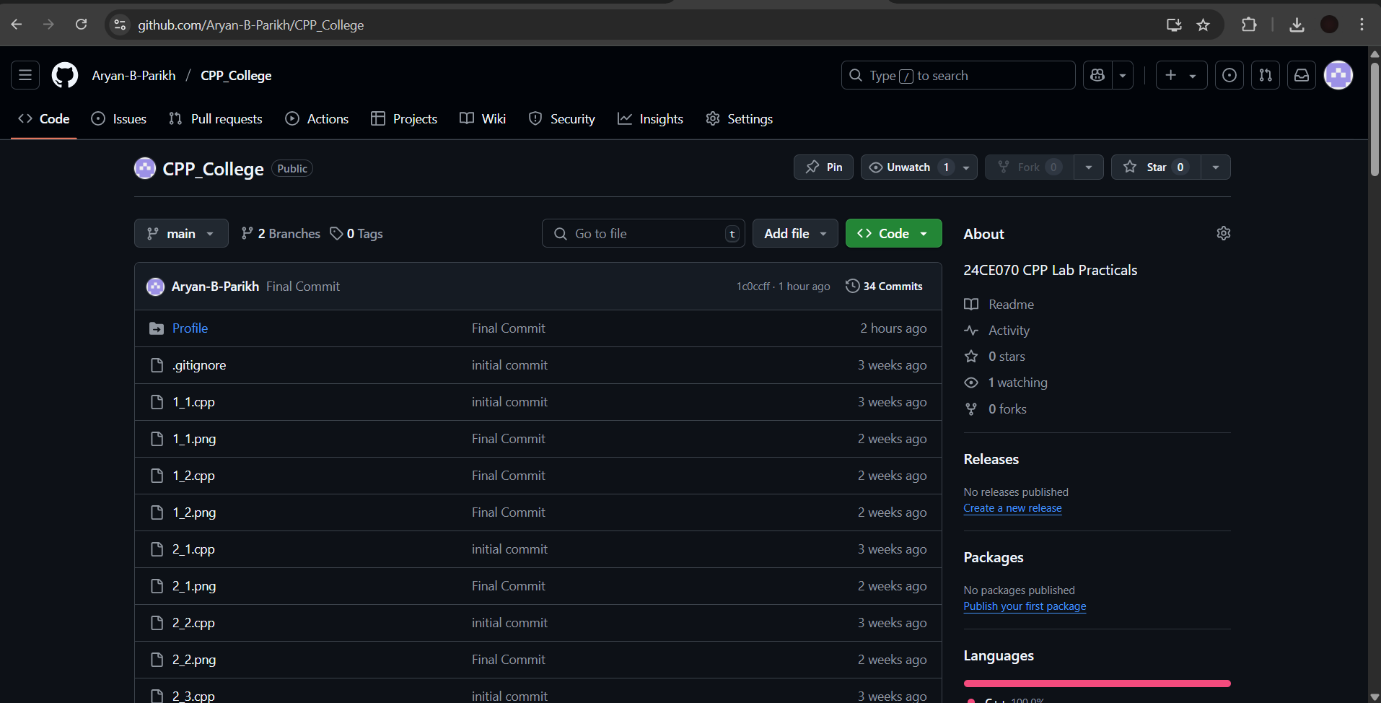 github.com/Aryan-B-Parikh/CPP_College
Aryan-B-Parikh / CPP_College
Type / to search
Code Issues Pull requests Actions Projects Wiki Security Insights Settings
CPP_College Public
Pin Unwatch 1 Fork 0 Star 0
main 2 Branches 0 Tags Go to file t Add file Code
Aryan-B-Parikh Final Commit 1c0ccff · 1 hour ago 34 Commits
Profile Final Commit 2 hours ago
.gitignore initial commit 3 weeks ago
1_1.cpp initial commit 3 weeks ago
1_1.png Final Commit 2 weeks ago
1_2.cpp Final Commit 2 weeks ago
1_2.png Final Commit 2 weeks ago
2_1.cpp initial commit 3 weeks ago
2_1.png Final Commit 2 weeks ago
2_2.cpp initial commit 3 weeks ago
2_2.png Final Commit 2 weeks ago
2_3.cpp initial commit 3 weeks ago
About
24CE070 CPP Lab Practicals
Readme
Activity
0 stars
1 watching
0 forks
Releases
No releases published
Create a new release
Packages
No packages published
Publish your first package
Languages
C++ 100.0%